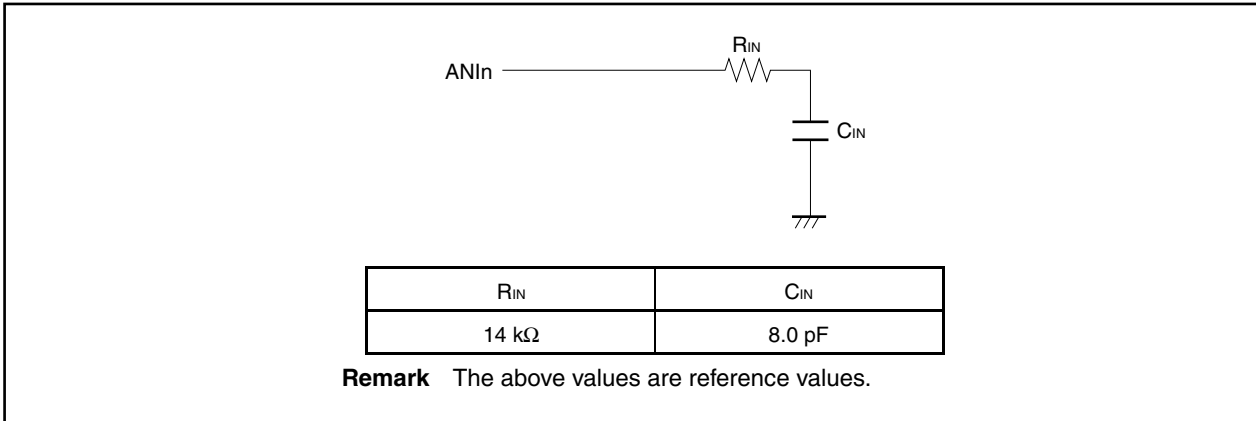 RIN
ANIn
CIN
RIN CIN
14 kΩ 8.0 pF
Remark The above values are reference values.